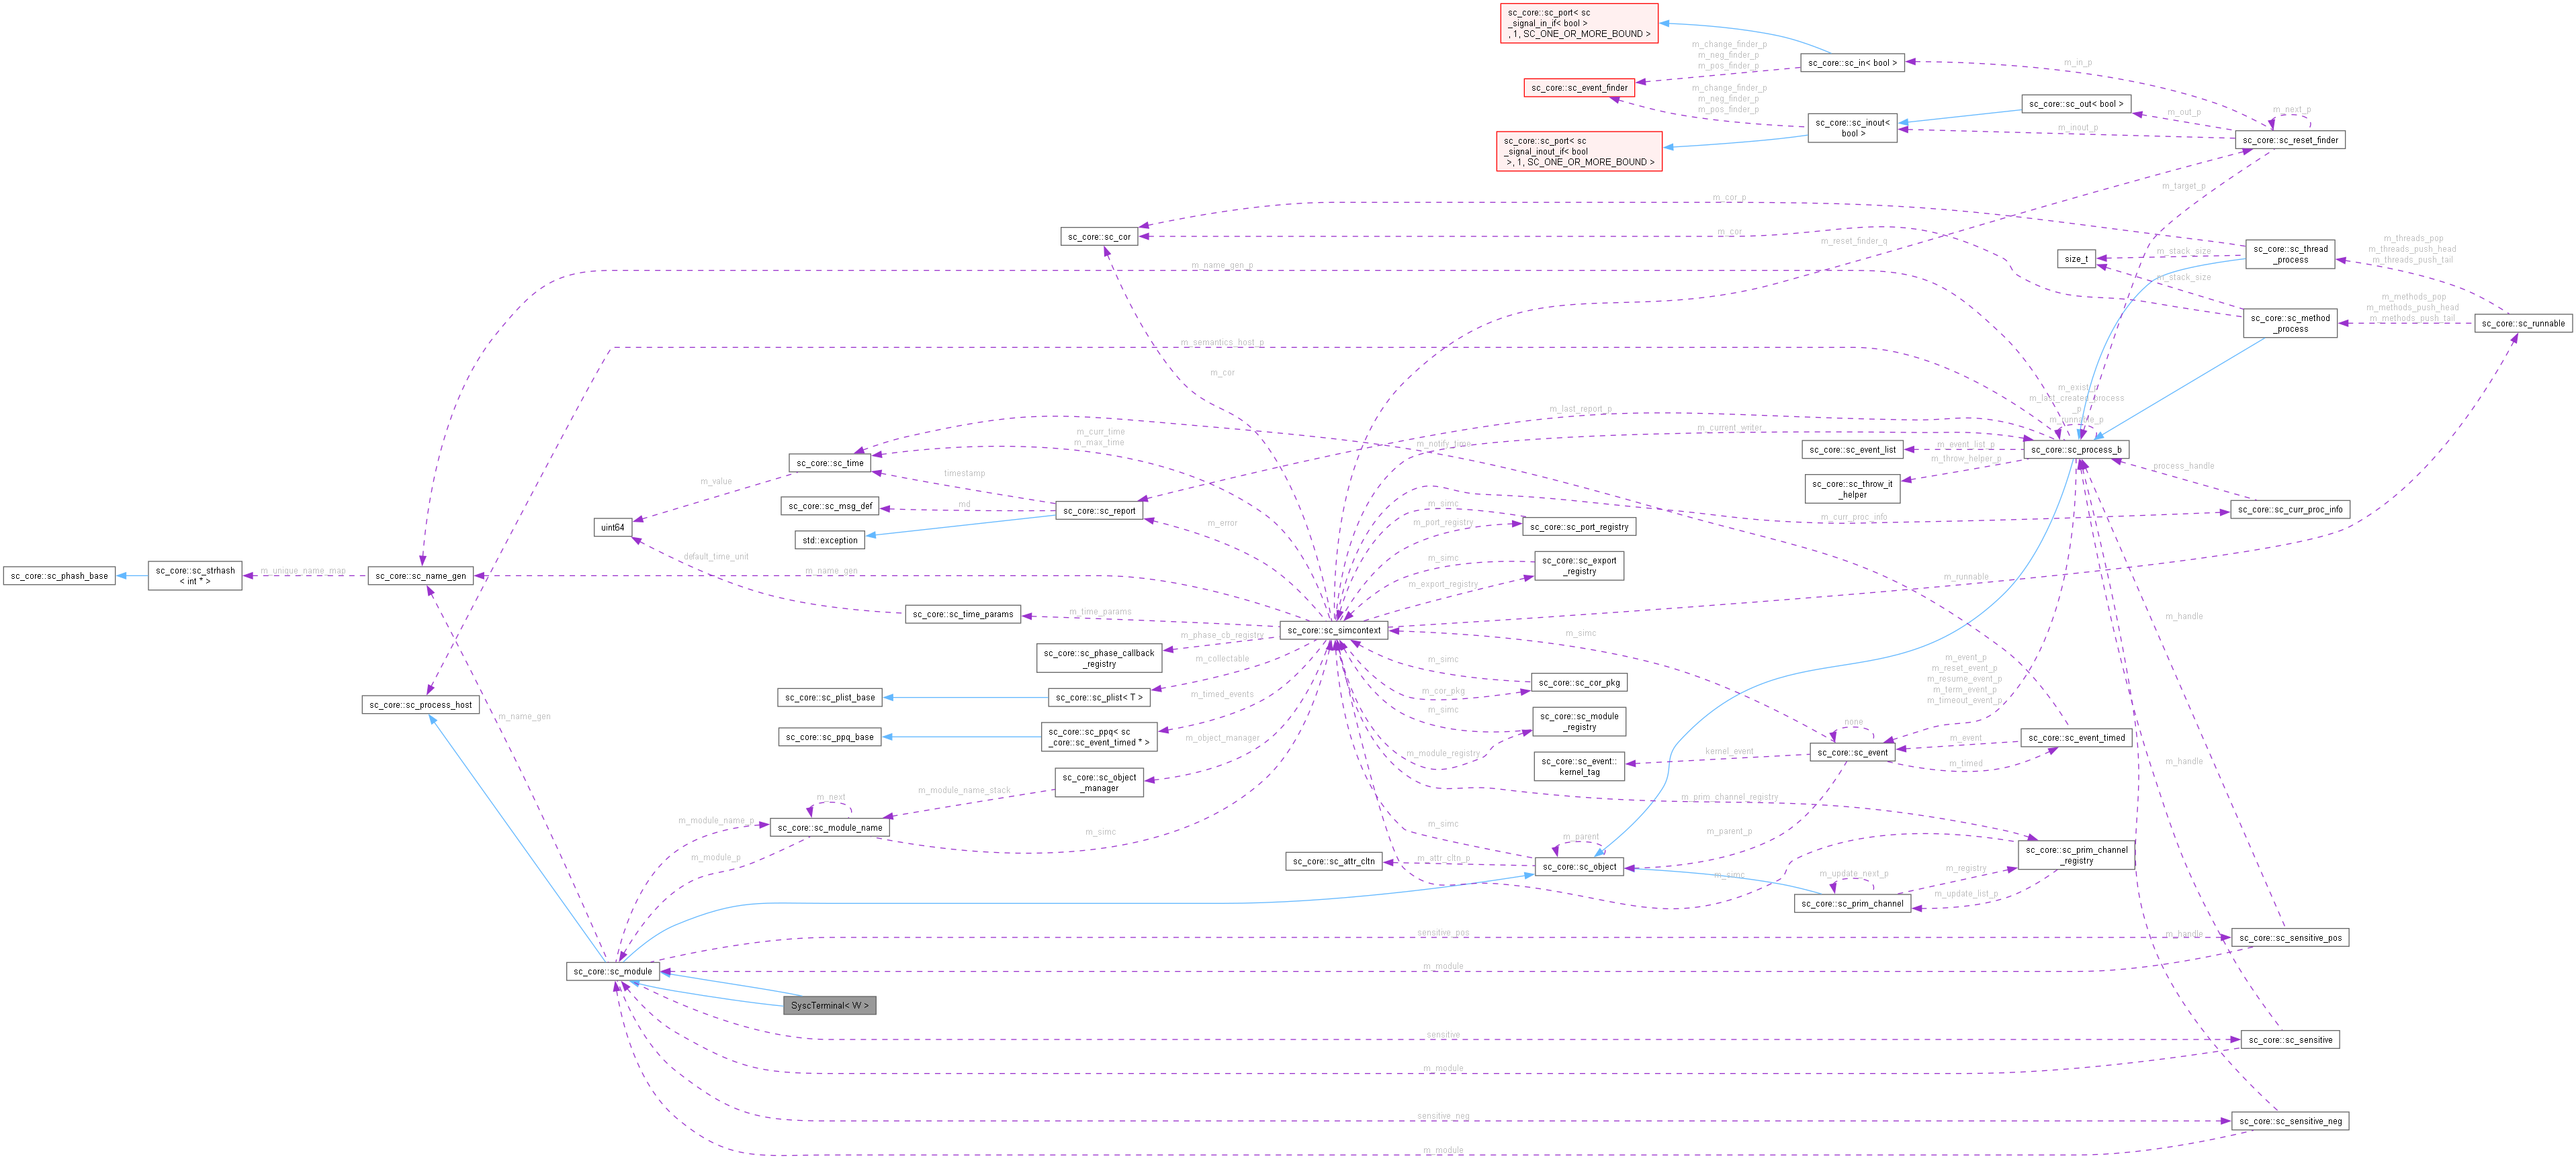 sc_core::sc_port< sc
_signal_in_if< bool >
, 1, SC_ONE_OR_MORE_BOUND >
m_change_finder_p
m_neg_finder_p
m_pos_finder_p
sc_core::sc_in< bool >
m_in_p
sc_core::sc_event_finder
m_change_finder_p
m_neg_finder_p
m_pos_finder_p
sc_core::sc_out< bool >
m_out_p
m_next_p
sc_core::sc_inout<
bool >
m_inout_p
sc_core::sc_reset_finder
sc_core::sc_port< sc
_signal_inout_if< bool
>, 1, SC_ONE_OR_MORE_BOUND >
m_target_p
m_cor_p
sc_core::sc_cor
m_cor
m_reset_finder_q
m_threads_pop
m_threads_push_head
m_threads_push_tail
sc_core::sc_thread
_process
m_stack_size
size_t
m_name_gen_p
m_stack_size
m_methods_pop
m_methods_push_head
m_methods_push_tail
sc_core::sc_method
_process
sc_core::sc_runnable
m_semantics_host_p
m_cor
m_exist_p
m_last_created_process
_p
m_runnable_p
m_last_report_p
m_curr_time
m_max_time
m_notify_time
m_current_writer
sc_core::sc_event_list
m_event_list_p
sc_core::sc_process_b
m_throw_helper_p
process_handle
sc_core::sc_time
timestamp
m_value
sc_core::sc_throw_it
_helper
sc_core::sc_msg_def
md
sc_core::sc_report
m_simc
m_port_registry
sc_core::sc_port_registry
m_curr_proc_info
sc_core::sc_curr_proc_info
uint64
m_error
std::exception
default_time_unit
m_simc
sc_core::sc_export
_registry
m_export_registry
m_runnable
sc_core::sc_phash_base
sc_core::sc_strhash
< int * >
m_unique_name_map
sc_core::sc_name_gen
m_name_gen
sc_core::sc_time_params
m_time_params
sc_core::sc_simcontext
m_simc
m_handle
m_phase_cb_registry
sc_core::sc_phase_callback
_registry
m_collectable
m_simc
m_event_p
m_reset_event_p
m_resume_event_p
m_term_event_p
m_timeout_event_p
sc_core::sc_cor_pkg
m_cor_pkg
sc_core::sc_plist_base
sc_core::sc_plist< T >
m_timed_events
sc_core::sc_process_host
m_name_gen
m_simc
sc_core::sc_module
_registry
m_module_registry
none
sc_core::sc_event_timed
m_event
sc_core::sc_ppq_base
sc_core::sc_ppq< sc
_core::sc_event_timed * >
m_object_manager
kernel_event
sc_core::sc_event
sc_core::sc_event::
kernel_tag
m_timed
m_handle
sc_core::sc_object
_manager
m_module_name_stack
m_prim_channel_registry
m_next
m_module_name_p
sc_core::sc_module_name
m_simc
m_simc
m_parent
m_parent_p
m_module_p
sc_core::sc_attr_cltn
m_attr_cltn_p
sc_core::sc_object
m_simc
sc_core::sc_prim_channel
_registry
m_update_next_p
m_registry
m_update_list_p
sc_core::sc_prim_channel
sensitive_pos
m_handle
sc_core::sc_sensitive_pos
sc_core::sc_module
m_module
SyscTerminal< W >
sensitive
sc_core::sc_sensitive
m_module
sensitive_neg
sc_core::sc_sensitive_neg
m_module